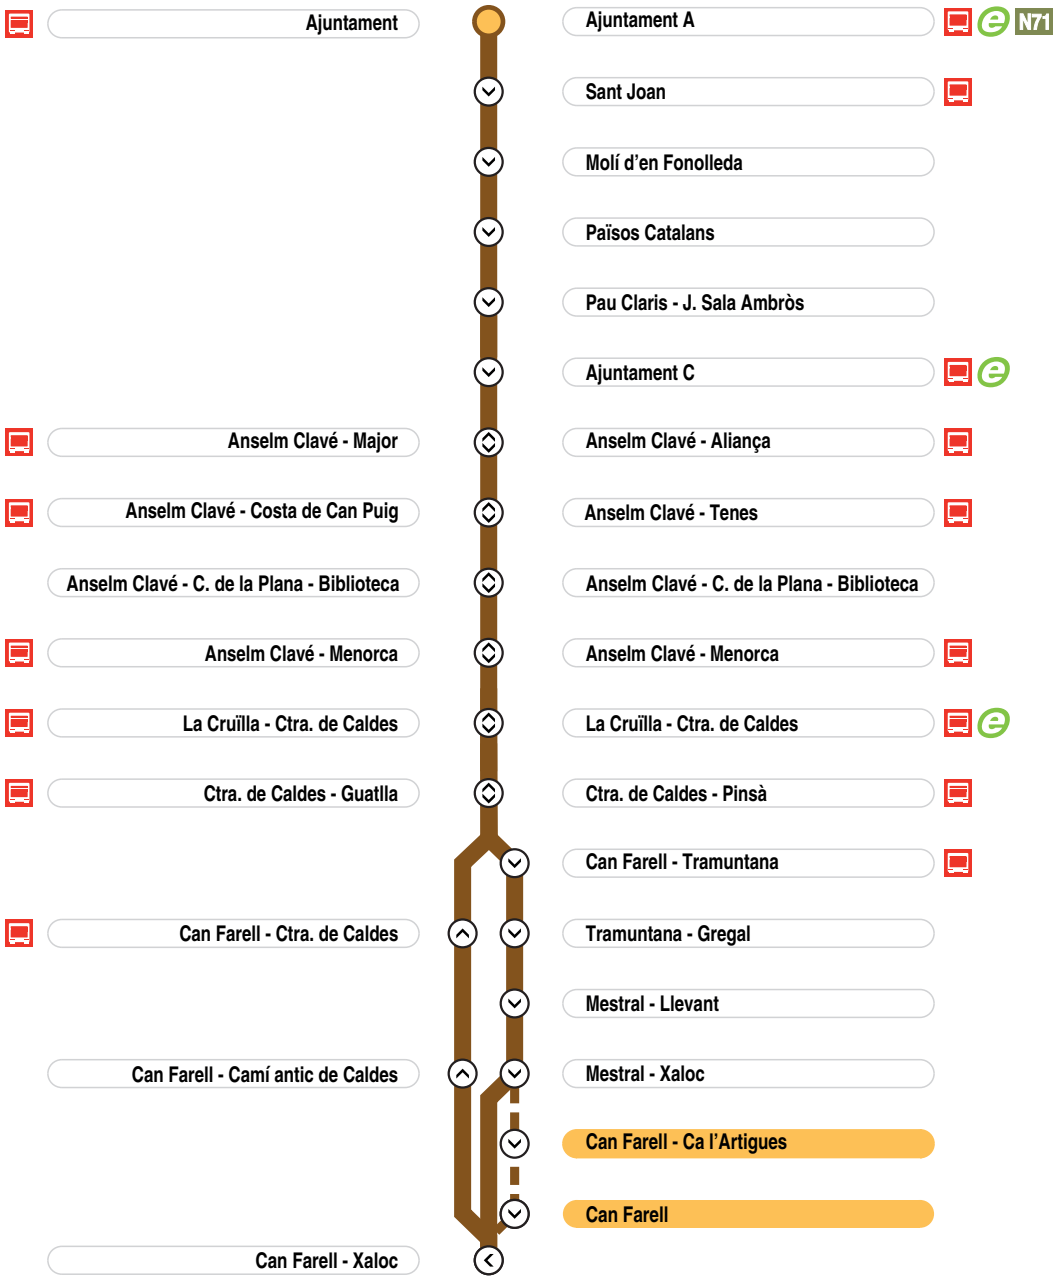 Ajuntament
Ajuntament A
e
N71
Sant Joan
Molí d’en Fonolleda
Països Catalans
Pau Claris - J. Sala Ambròs
Ajuntament C
e
Anselm Clavé - Major
Anselm Clavé - Aliança
Anselm Clavé - Costa de Can Puig
Anselm Clavé - Tenes
Anselm Clavé - C. de la Plana - Biblioteca
Anselm Clavé - C. de la Plana - Biblioteca
Anselm Clavé - Menorca
Anselm Clavé - Menorca
La Cruïlla - Ctra. de Caldes
La Cruïlla - Ctra. de Caldes
e
Ctra. de Caldes - Guatlla
Ctra. de Caldes - Pinsà
Can Farell - Tramuntana
Can Farell - Ctra. de Caldes
Tramuntana - Gregal
Mestral - Llevant
Can Farell - Camí antic de Caldes
Mestral - Xaloc
Can Farell - Ca l’Artigues
Can Farell
Can Farell - Xaloc